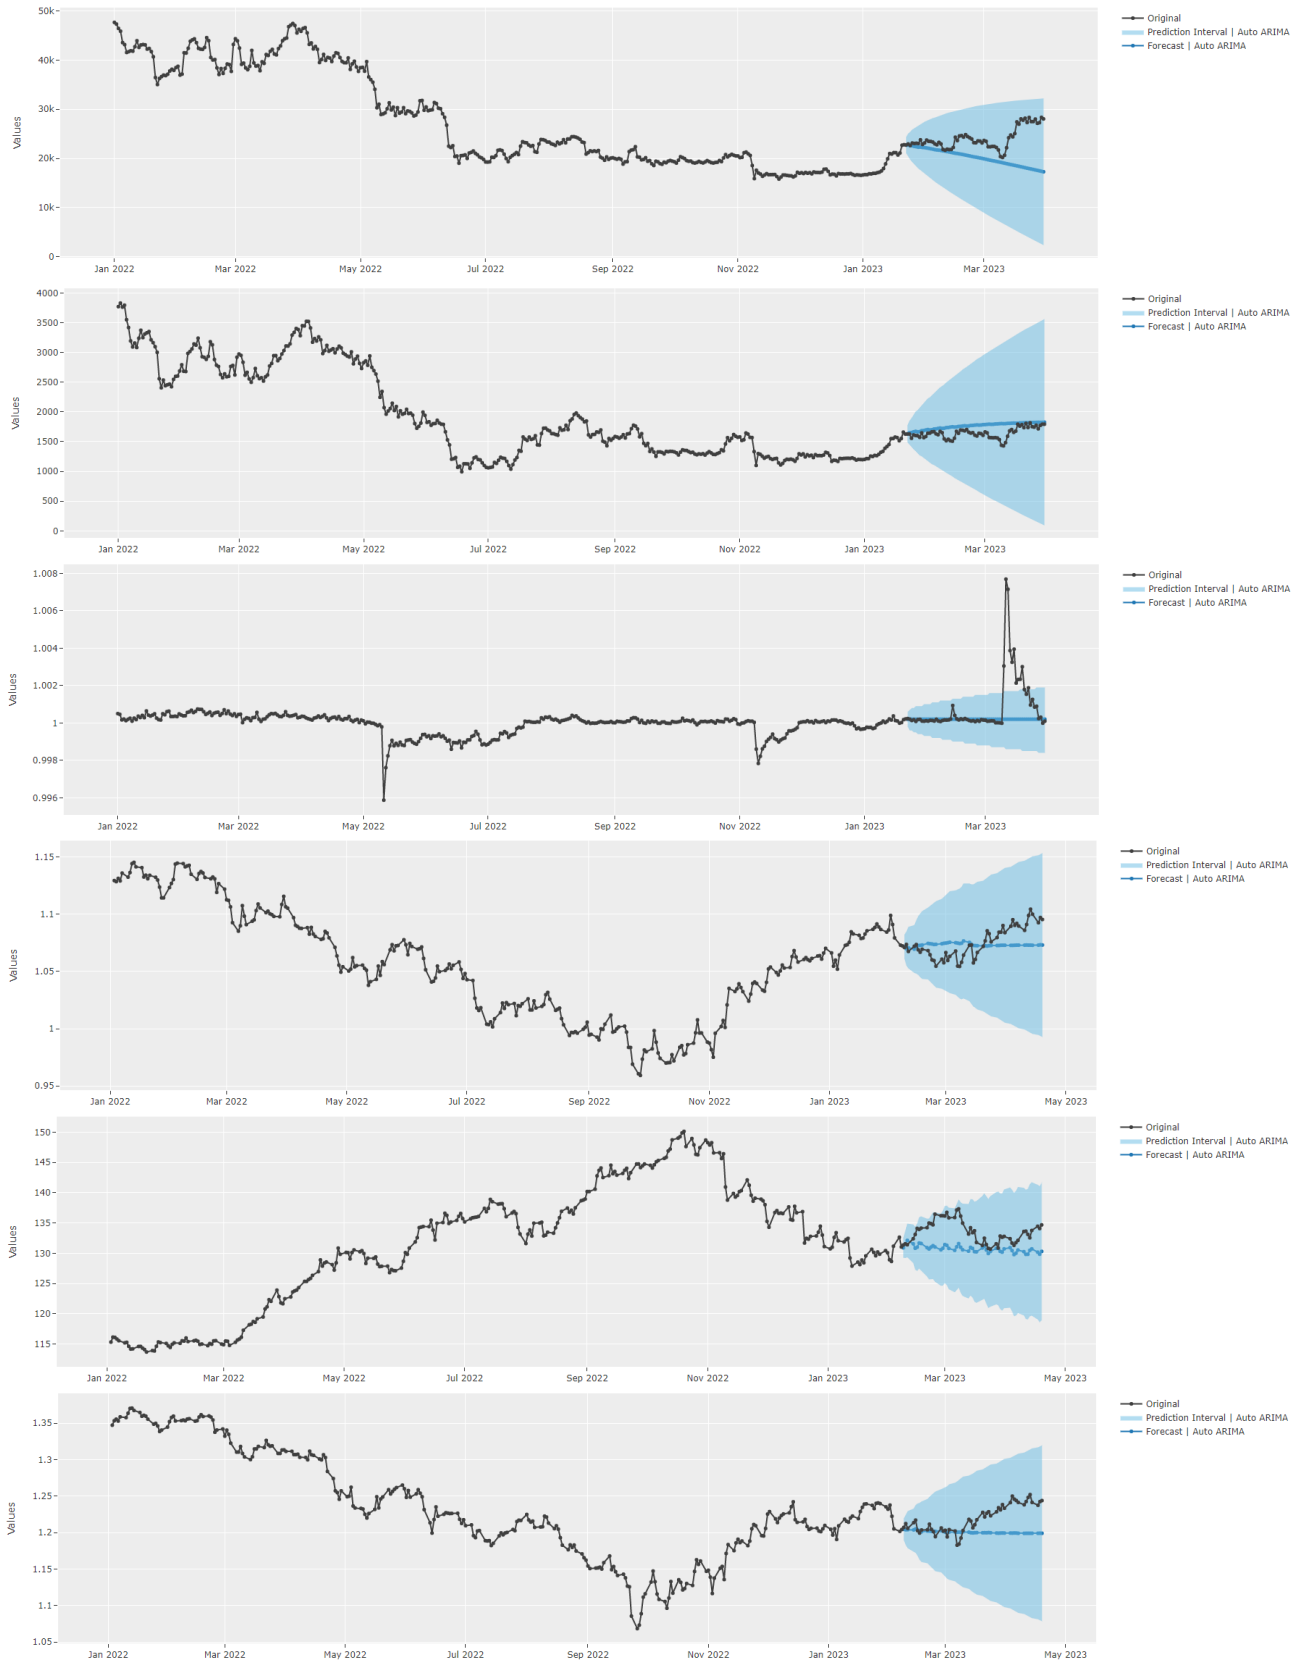 50k
40k
30k
20k
10k
0
Values
Jan 2022 Mar 2022 May 2022 Jul 2022 Sep 2022 Nov 2022 Jan 2023 Mar 2023
Original
Prediction Interval | Auto ARIMA
Forecast | Auto ARIMA
4000
3500
3000
2500
2000
1500
1000
500
0
Values
Jan 2022 Mar 2022 May 2022 Jul 2022 Sep 2022 Nov 2022 Jan 2023 Mar 2023
Original
Prediction Interval | Auto ARIMA
Forecast | Auto ARIMA
1.008
1.006
1.004
1.002
1
0.998
0.996
Values
Jan 2022 Mar 2022 May 2022 Jul 2022 Sep 2022 Nov 2022 Jan 2023 Mar 2023
Original
Prediction Interval | Auto ARIMA
Forecast | Auto ARIMA
1.15
1.1
1.05
1
0.95
Values
Jan 2022 Mar 2022 May 2022 Jul 2022 Sep 2022 Nov 2022 Jan 2023 Mar 2023 May 2023
Original
Prediction Interval | Auto ARIMA
Forecast | Auto ARIMA
150
145
140
135
130
125
120
115
Values
Jan 2022 Mar 2022 May 2022 Jul 2022 Sep 2022 Nov 2022 Jan 2023 Mar 2023 May 2023
Original
Prediction Interval | Auto ARIMA
Forecast | Auto ARIMA
1.35
1.3
1.25
1.2
1.15
1.1
1.05
Values
Jan 2022 Mar 2022 May 2022 Jul 2022 Sep 2022 Nov 2022 Jan 2023 Mar 2023 May 2023
Original
Prediction Interval | Auto ARIMA
Forecast | Auto ARIMA